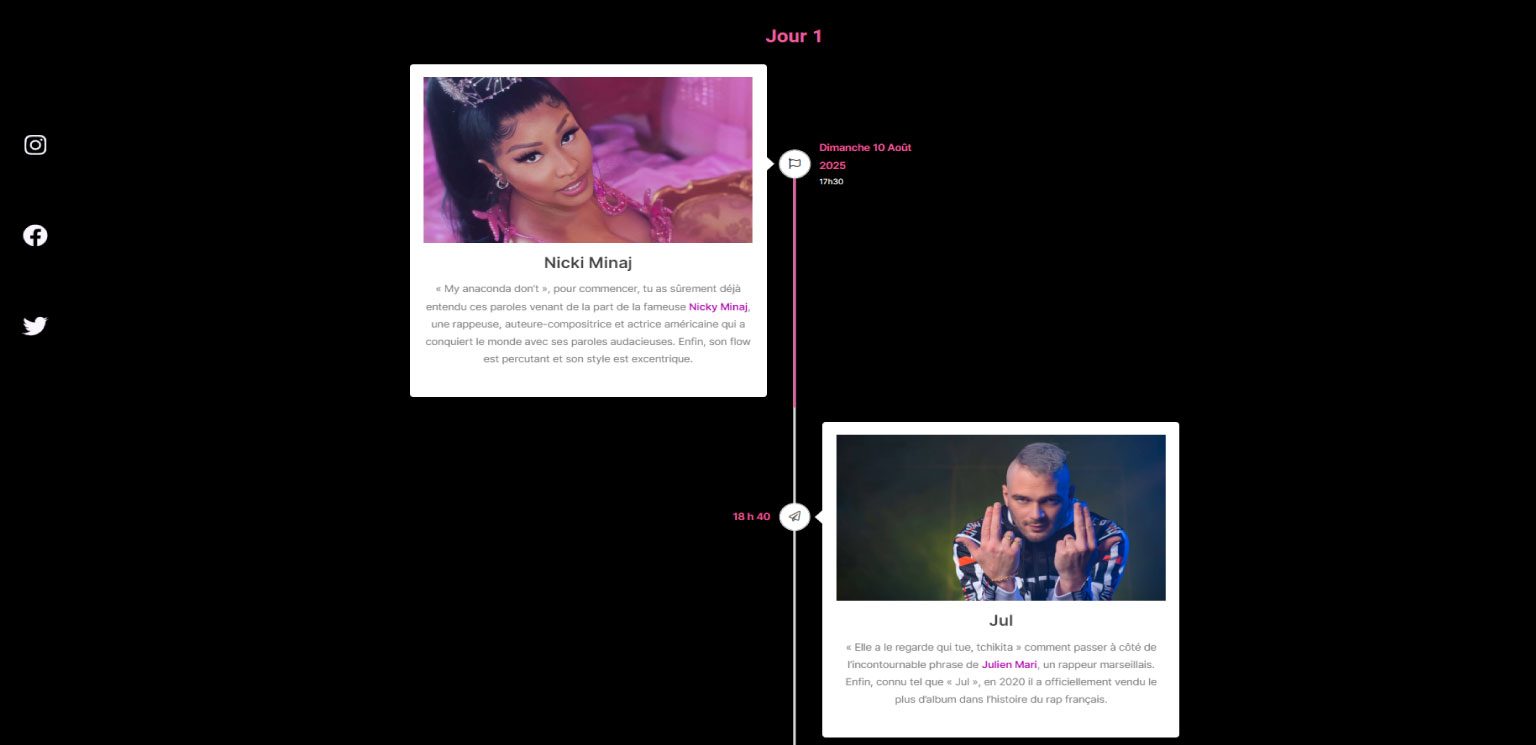 Jour 1
Dimanche 10 Août
2025
17h30
Nicki Minaj
« My anaconda don't », pour commencer, tu as sûrement déjà
entendu ces paroles venant de la part de la fameuse Nicky Minaj,
une rappeuse, auteure-compositrice et actrice américaine qui a
conquiert le monde avec ses paroles audacieuses. Enfin, son flow
est percutant et son style est excentrique.
18 h 40
Jul
« Elle a le regarde qui tue, tchikita » comment passer à côté de
l'incontournable phrase de Julien Mari, un rappeur marseillais.
Enfin, connu tel que « Jul », en 2020 il a officiellement vendu le
plus d'album dans l'histoire du rap français.